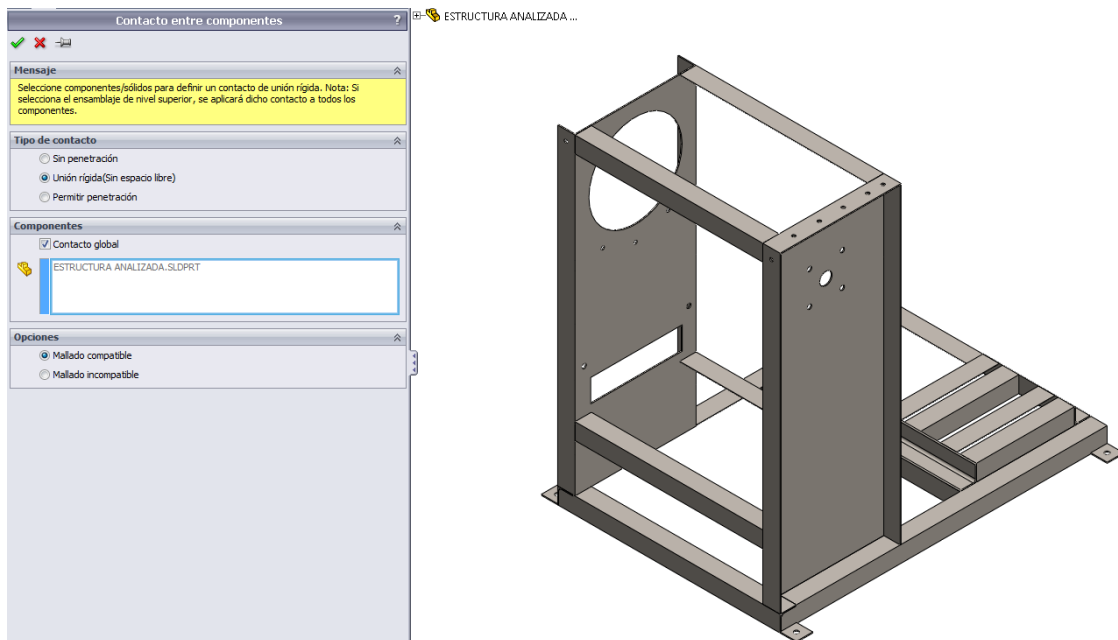 Contacto entre componentes ?
ESTRUCTURA ANALIZADA ...
Mensaje
Seleccione componentes/sólidos para definir un contacto de unión rígida. Nota: Si
selecciona el ensamblaje de nivel superior, se aplicará dicho contacto a todos los
componentes.
Tipo de contacto
Sin penetración
Unión rígida(Sin espacio libre)
Permitir penetración
Componentes
Contacto global
ESTRUCTURA ANALIZADA.SLDPRT
Opciones
Mallado compatible
Mallado incompatible